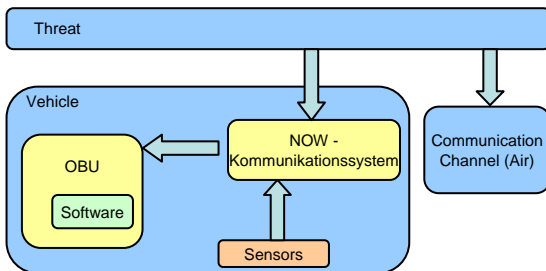 Threat
Vehicle
NOW -
Kommunikationssystem
Communication
Channel (Air)
OBU
Software
Sensors